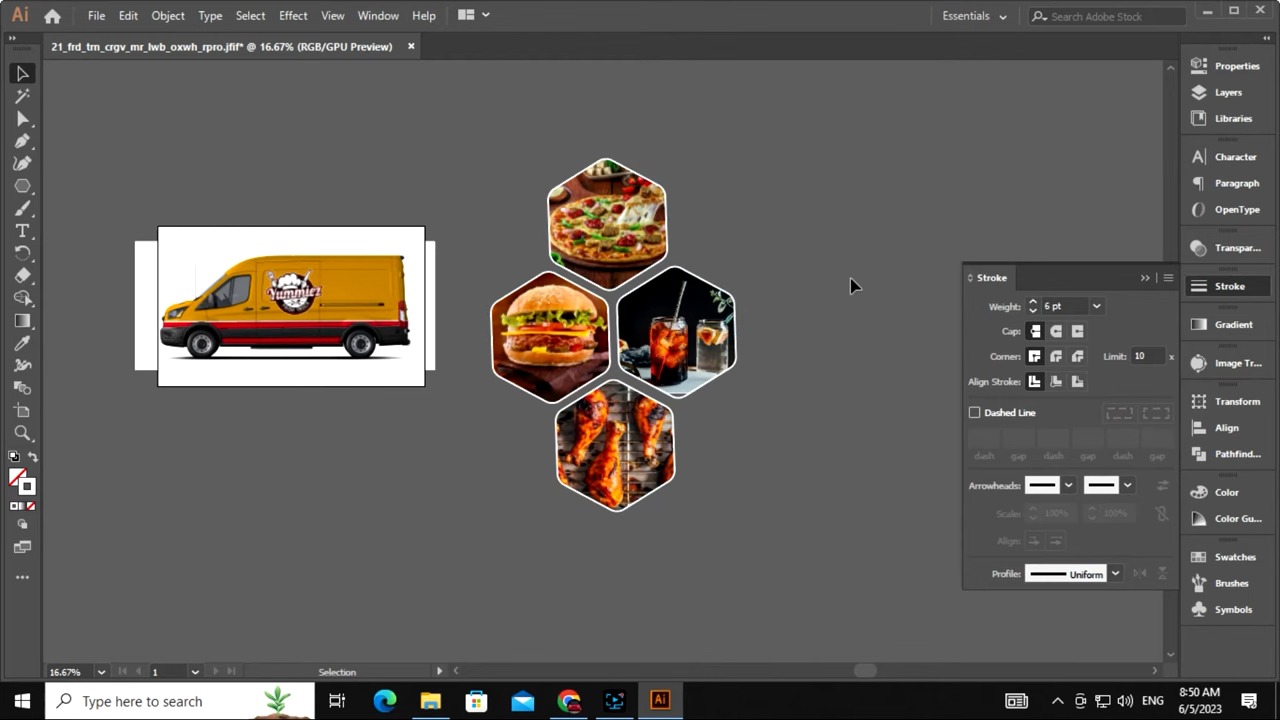 Ai File Edit Object Type Select Effect View Window Help Essentials Search Adobe Stock
21_frd_trn_crgv_mr_lwb_oxwh_rpro.jfif* @ 16.67% (RGB/GPU Preview)
Yummiez
Stroke
Weight: 6 pt
Cap:
Corner: Limit: 10 x
Align Stroke:
Dashed Line
dash gap dash gap dash gap
Arrowheads:
Scale: 100% 100%
Align:
Profile: Uniform
Properties
Layers
Libraries
Character
Paragraph
OpenType
Transpar...
Stroke
Gradient
Image Tr...
Transform
Align
Pathfind...
Color
Color Gu...
Swatches
Brushes
Symbols
16.67% 1 Selection
Type here to search Ai ENG 8:50 AM
6/5/2023